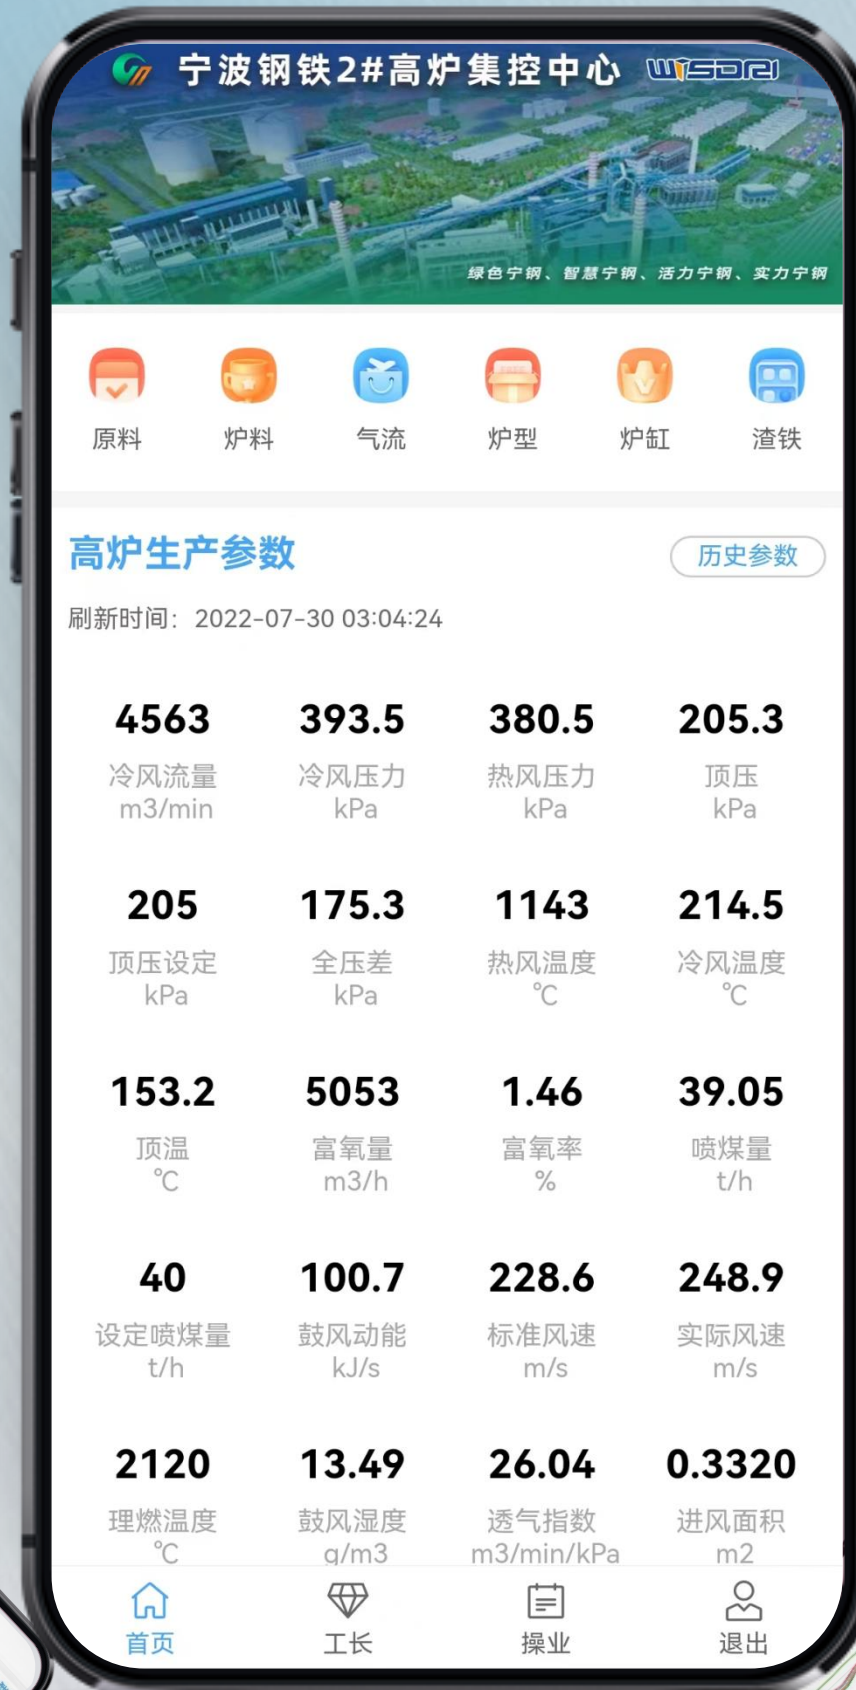 宁波钢铁2#高炉集控中心 WISDRI
绿色宁钢、智慧宁钢、活力宁钢、实力宁钢
原料 炉料 气流 炉型 炉缸 渣铁
高炉生产参数 历史参数
刷新时间: 2022-07-30 03:04:24
4563 393.5 380.5 205.3
冷风流量 冷风压力 热风压力 顶压
m3/min kPa kPa kPa
205 175.3 1143 214.5
顶压设定 全压差 热风温度 冷风温度
kPa kPa ℃ ℃
153.2 5053 1.46 39.05
顶温 富氧量 富氧率 喷煤量
℃ m3/h % t/h
40 100.7 228.6 248.9
设定喷煤量 鼓风动能 标准风速 实际风速
t/h kJ/s m/s m/s
2120 13.49 26.04 0.3320
理燃温度 鼓风湿度 透气指数 进风面积
℃ g/m3 m3/min/kPa m2
首页 工长 操业 退出